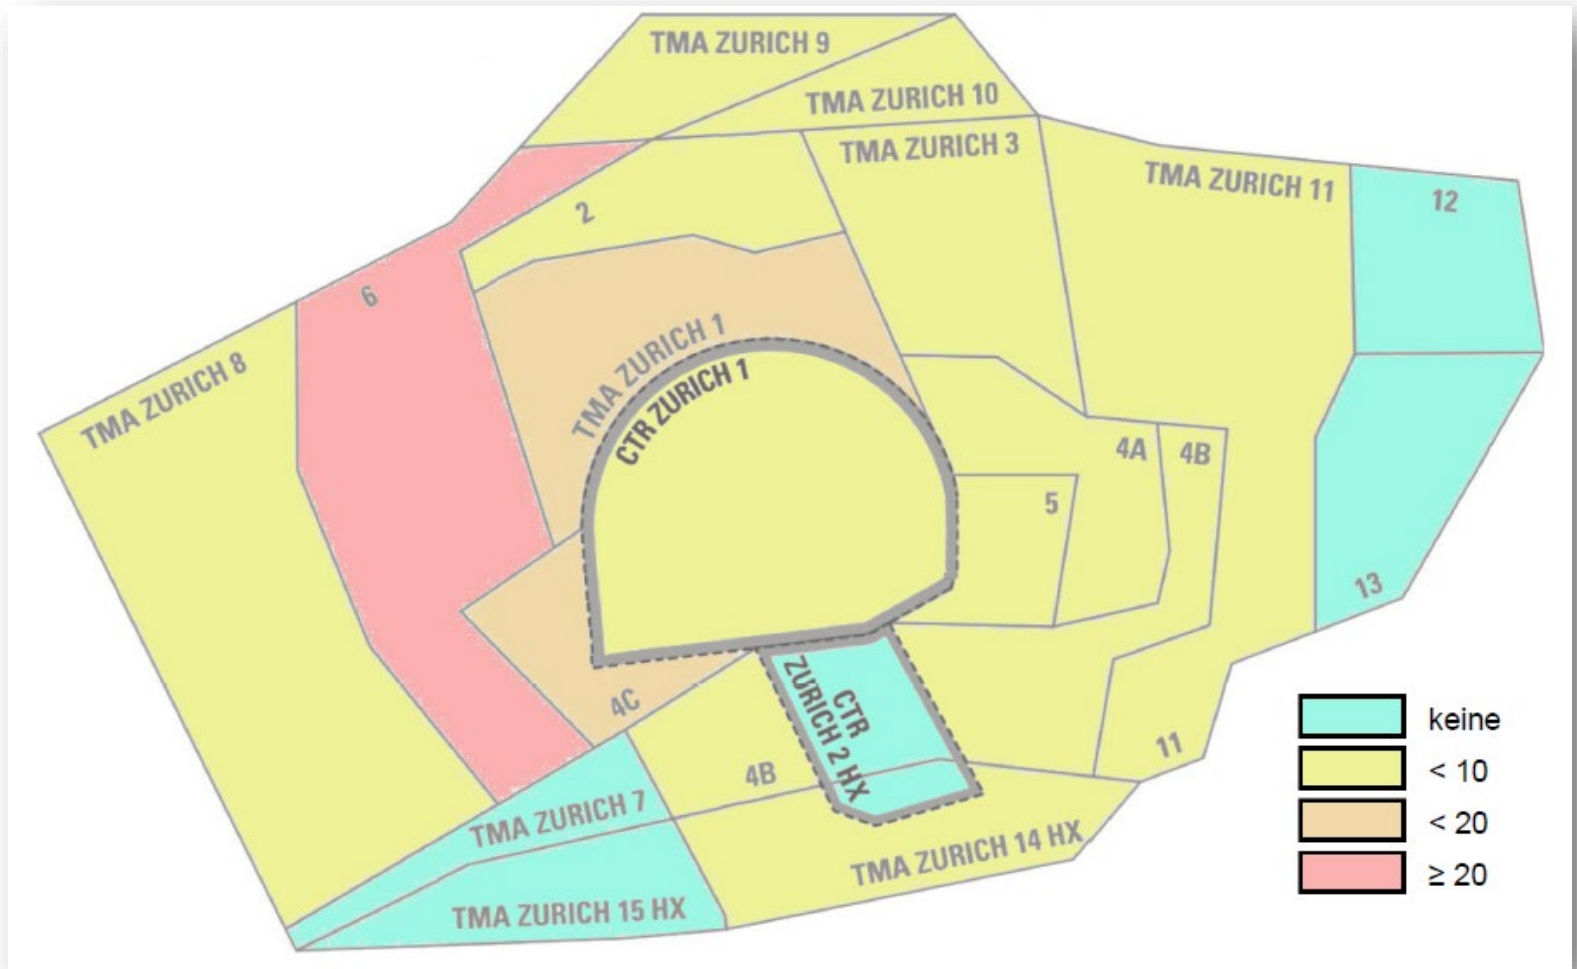 TMA ZURICH 9
TMA ZURICH 10
TMA ZURICH 3
TMA ZURICH 11
12
2
6
TMA ZURICH 8
TMA ZURICH 1
CTR ZURICH 1
4A
4B
5
13
4C
CTR
ZURICH 2 HX
4B
11
TMA ZURICH 7
TMA ZURICH 14 HX
TMA ZURICH 15 HX
keine
< 10
< 20
≥ 20